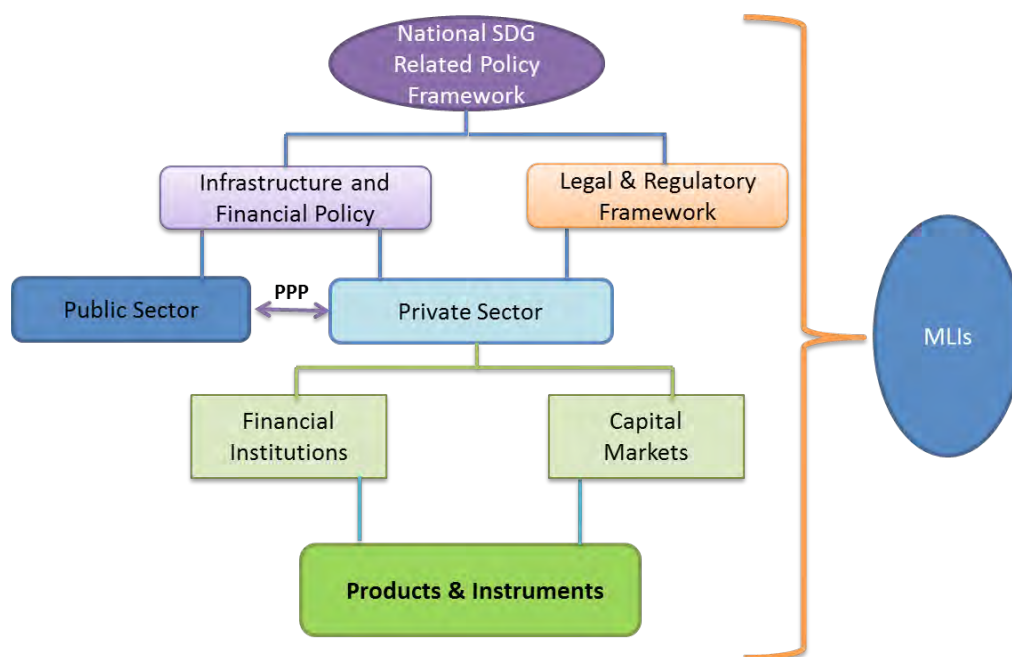 National SDG
Related Policy
Framework
Infrastructure and
Financial Policy
Legal & Regulatory
Framework
Public Sector
PPP
Private Sector
MLIs
Financial
Institutions
Capital
Markets
Products & Instruments